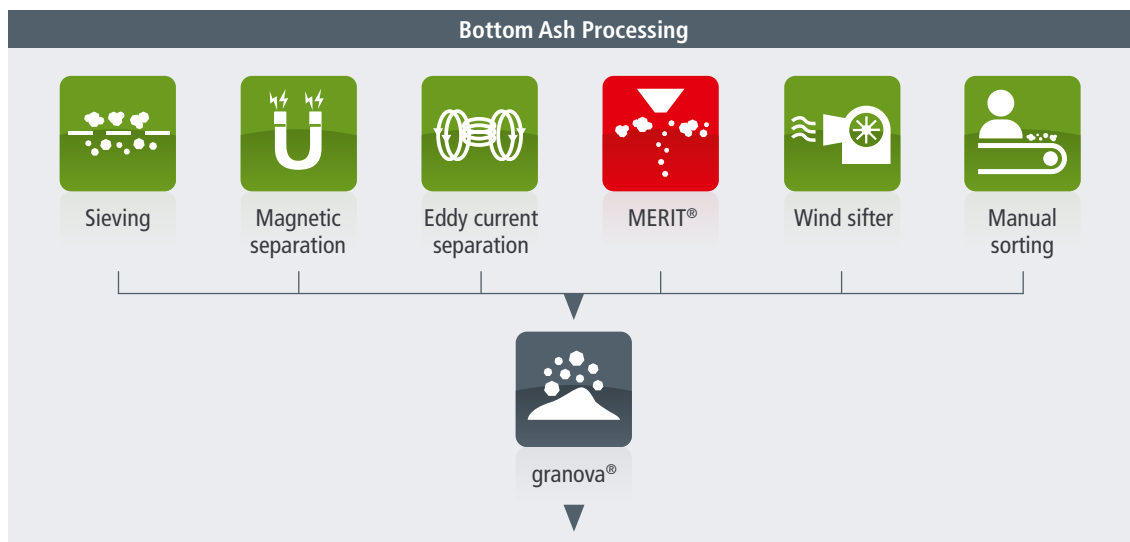 Bottom Ash Processing
Sieving
Magnetic
separation
Eddy current
separation
MERIT®
Wind sifter
Manual
sorting
granova®